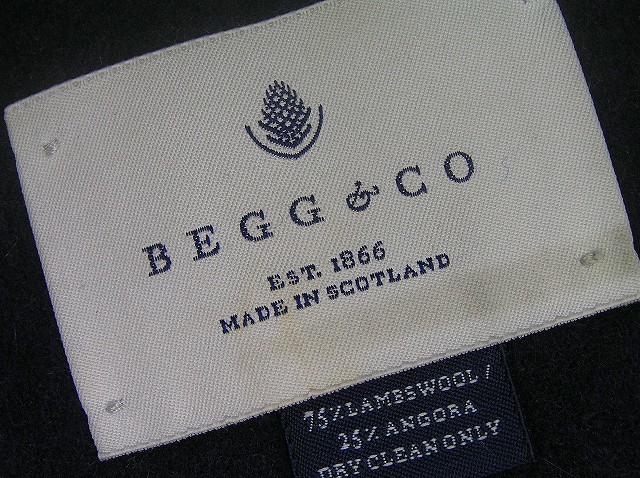 BEGG & CO
EST. 1866
MADE IN SCOTLAND
75% LAMBSWOOL /
25% ANGORA
DRY CLEAN ONLY